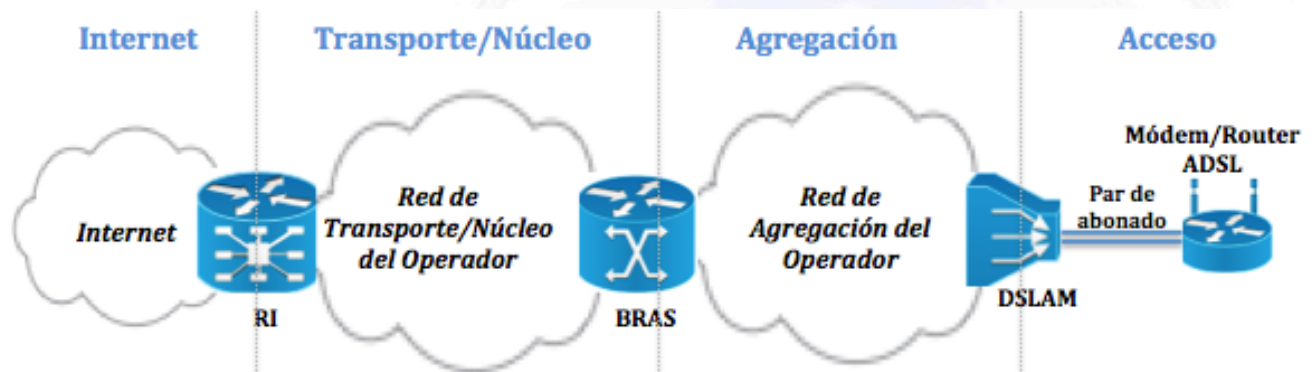 Internet
Transporte/Núcleo
Agregación
Acceso
Internet
RI
Red de
Transporte/Núcleo
del Operador
BRAS
Red de
Agregación del
Operador
DSLAM
Par de
abonado
Módem/Router
ADSL